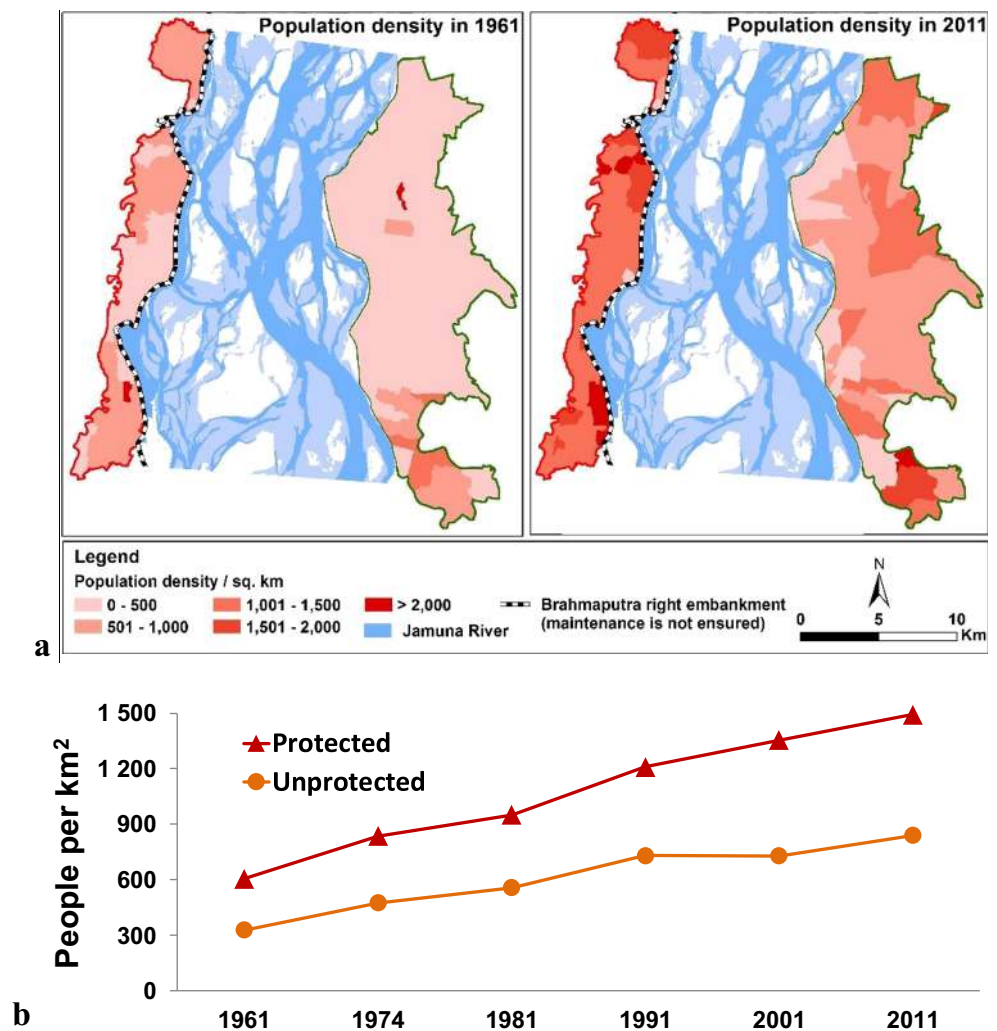 Population density in 1961
Population density in 2011
Legend
Population density / sq. km
0 - 500
1,001 - 1,500
> 2,000
Brahmaputra right embankment
(maintenance is not ensured)
501 - 1,000
1,501 - 2,000
Jamuna River
N
0 5 10
Km
a
1 500
1 200
900
600
300
0
People per km²
Protected
Unprotected
1961 1974 1981 1991 2001 2011
b